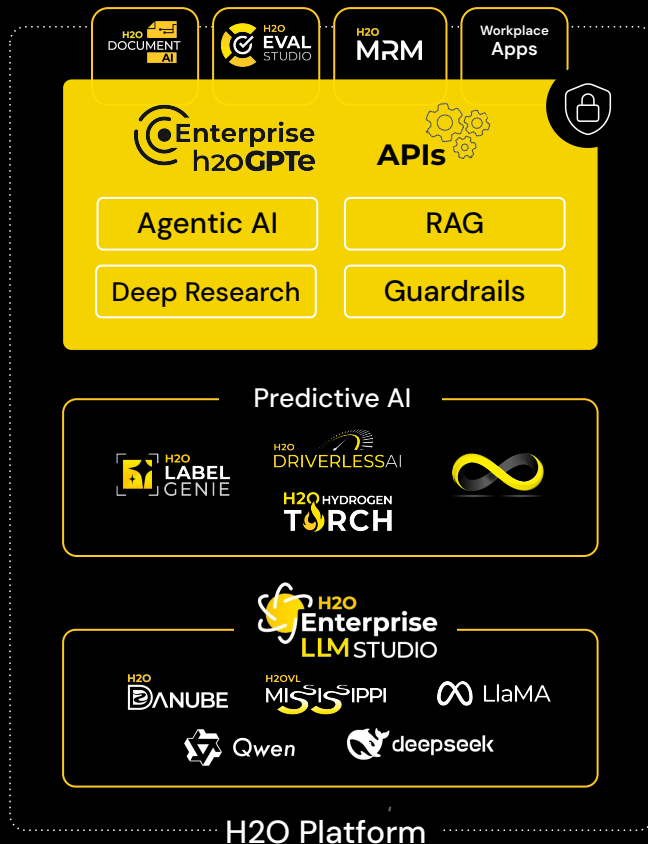 H2O
DOCUMENT
AI
H2O
EVAL
STUDIO
H2O
MRM
Workplace
Apps
Enterprise
h2oGPTe
APIs
Agentic AI
RAG
Deep Research
Guardrails
Predictive AI
H2O
LABEL
GENIE
H2O
DRIVERLESSAI
H2O HYDROGEN
TORCH
H2O
Enterprise
LLM STUDIO
H2O
DANUBE
H2OVL
MISSISSIPPI
LlaMA
Qwen
deepseek
H2O Platform